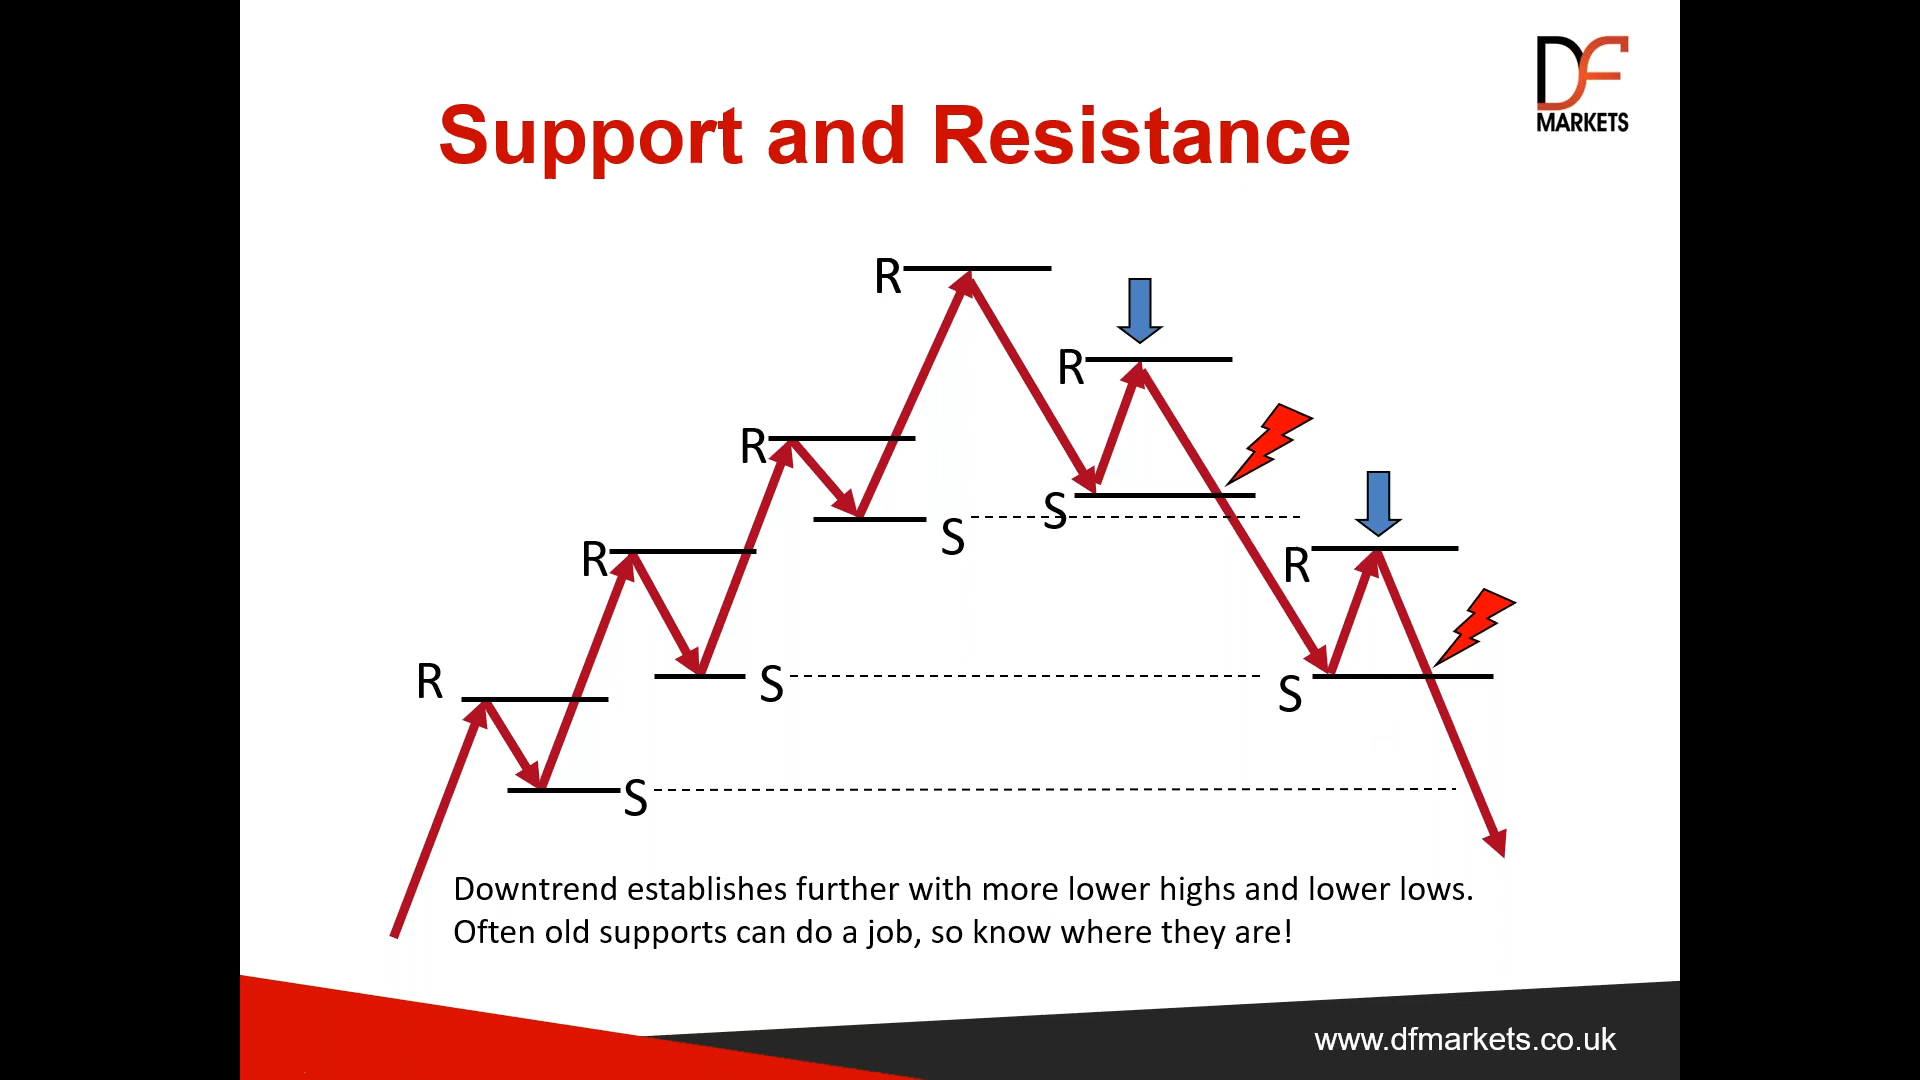 DF
MARKETS
Support and Resistance
R
R
R
S
R
S
R
R
S
R
S
S
S
Downtrend establishes further with more lower highs and lower lows.
Often old supports can do a job, so know where they are!
www.dfmarkets.co.uk